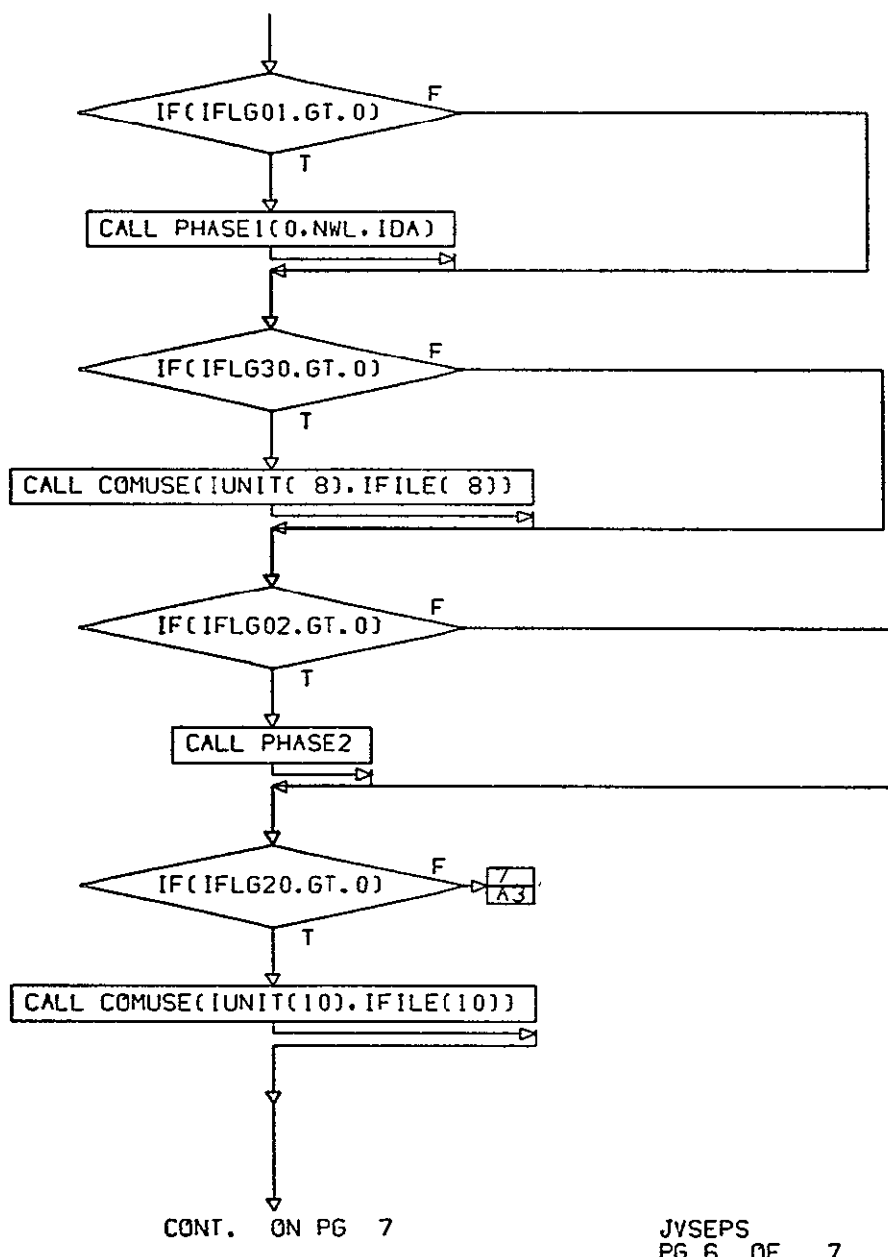 F
IF(IFLG01.GT.0)
T
CALL PHASE1(0.NWL.IDA)
F
IF(IFLG30.GT.0)
T
CALL COMUSE(IUNIT( 8).IFILE( 8))
F
IF(IFLG02.GT.0)
T
CALL PHASE2
F
IF(IFLG20.GT.0)
7
A3
T
CALL COMUSE(IUNIT(10).IFILE(10))
CONT. ON PG 7
JVSEPS
PG 6 OF 7